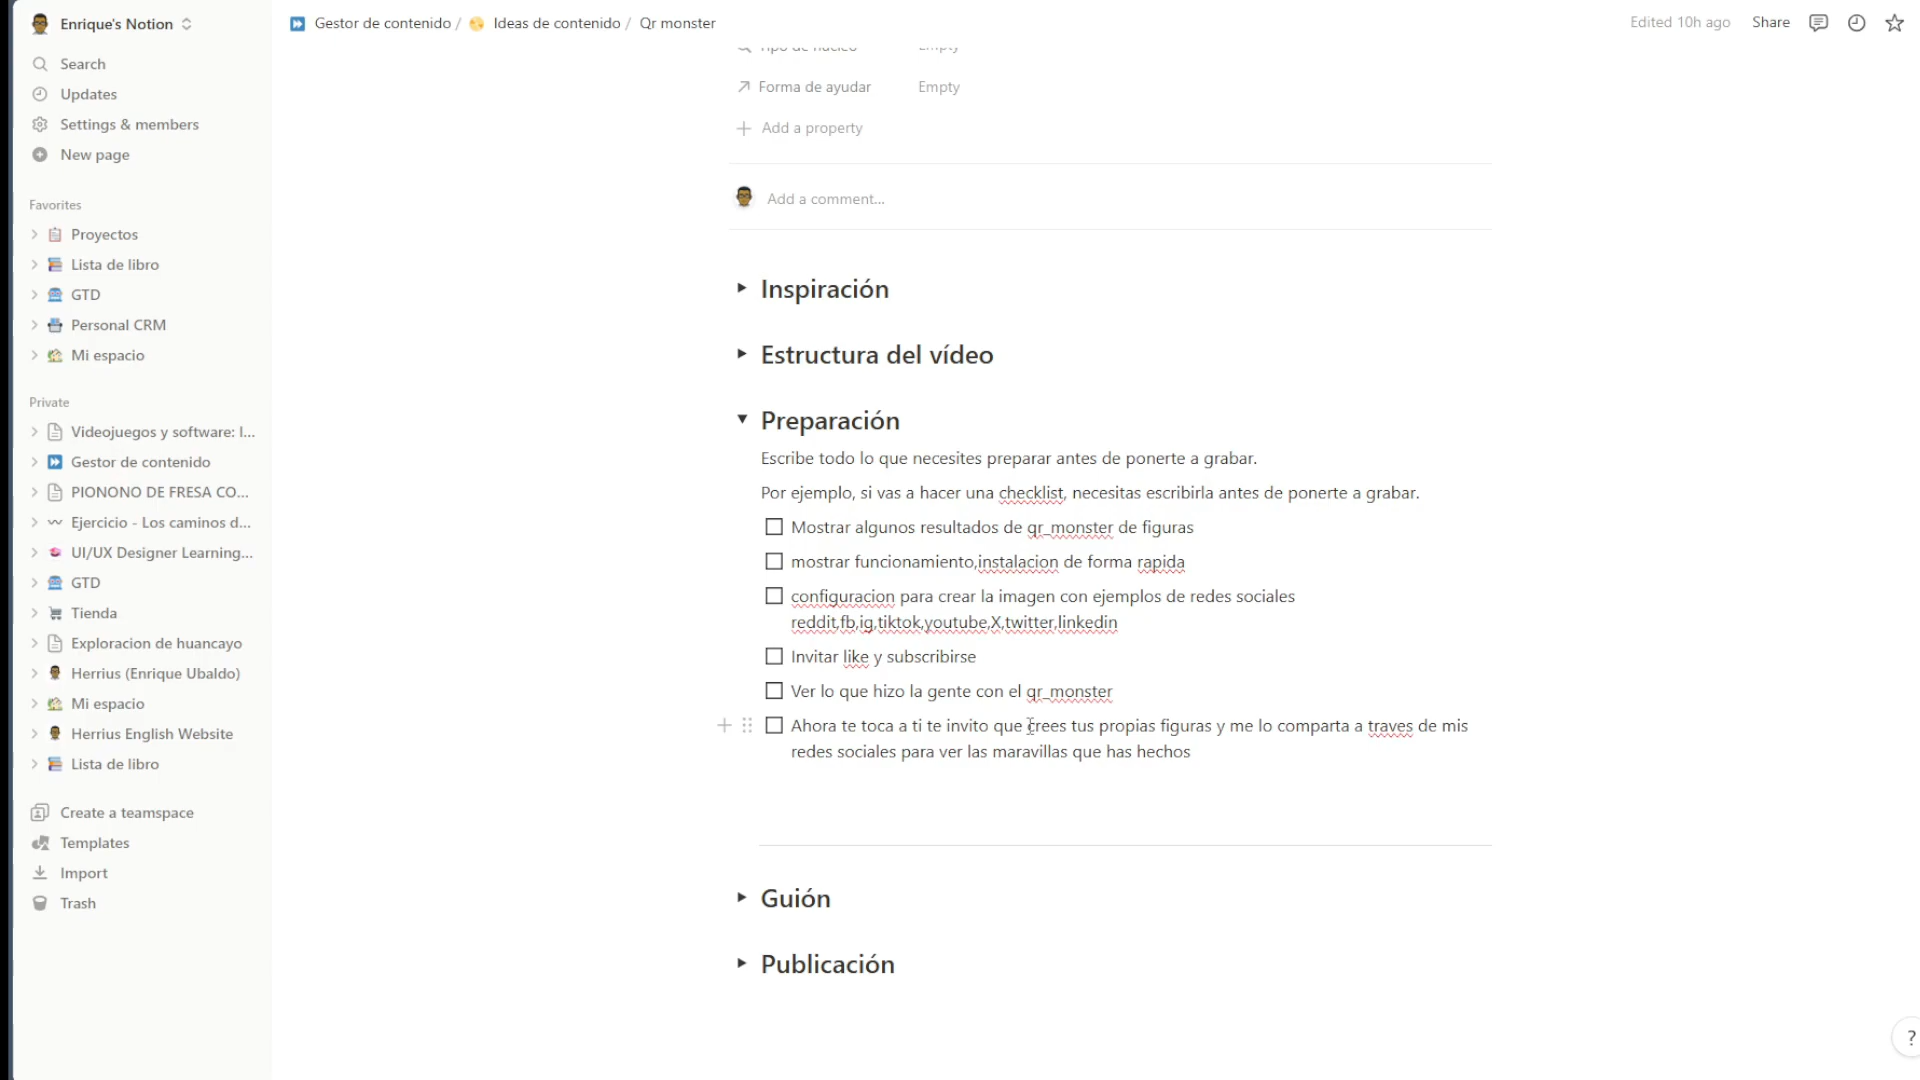 Enrique's Notion
Search
Updates
Settings & members
New page
Favorites
Proyectos
Lista de libro
GTD
Personal CRM
Mi espacio
Private
Videojuegos y software: I...
Gestor de contenido
PIONONO DE FRESA CO...
Ejercicio - Los caminos d...
UI/UX Designer Learning...
GTD
Tienda
Exploracion de huancayo
Herrius (Enrique Ubaldo)
Mi espacio
Herrius English Website
Lista de libro
Create a teamspace
Templates
Import
Trash
Gestor de contenido / Ideas de contenido / Qr monster
Edited 10h ago Share
Tipo de núcleo Empty
Forma de ayudar Empty
Add a property
Add a comment...
Inspiración
Estructura del vídeo
Preparación
Escribe todo lo que necesites preparar antes de ponerte a grabar.
Por ejemplo, si vas a hacer una checklist, necesitas escribirla antes de ponerte a grabar.
Mostrar algunos resultados de qr_monster de figuras
mostrar funcionamiento,instalacion de forma rapida
configuracion para crear la imagen con ejemplos de redes sociales
reddit,fb,ig,tiktok,youtube,X,twitter,linkedin
Invitar like y subscribirse
Ver lo que hizo la gente con el qr_monster
Ahora te toca a ti te invito que crees tus propias figuras y me lo comparta a traves de mis
redes sociales para ver las maravillas que has hechos
Guión
Publicación
?